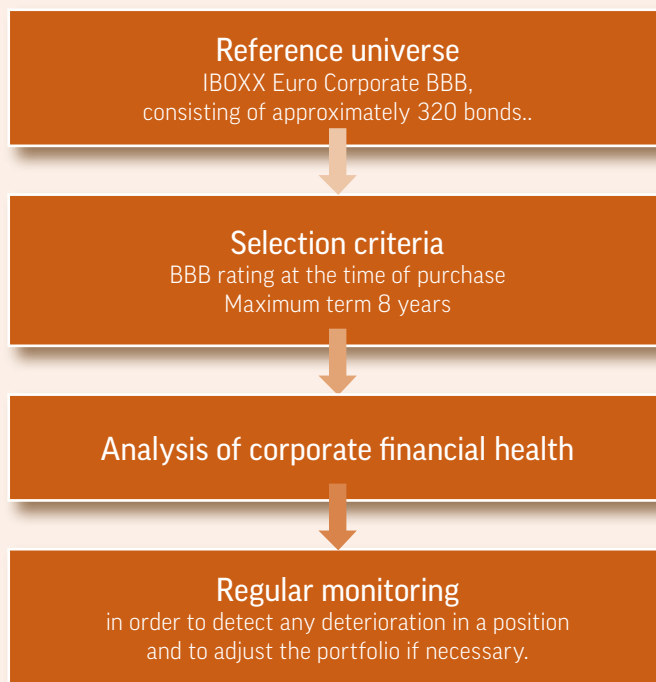 Reference universe
IBOXX Euro Corporate BBB,
consisting of approximately 320 bonds..
Selection criteria
BBB rating at the time of purchase
Maximum term 8 years
Analysis of corporate financial health
Regular monitoring
in order to detect any deterioration in a position
and to adjust the portfolio if necessary.